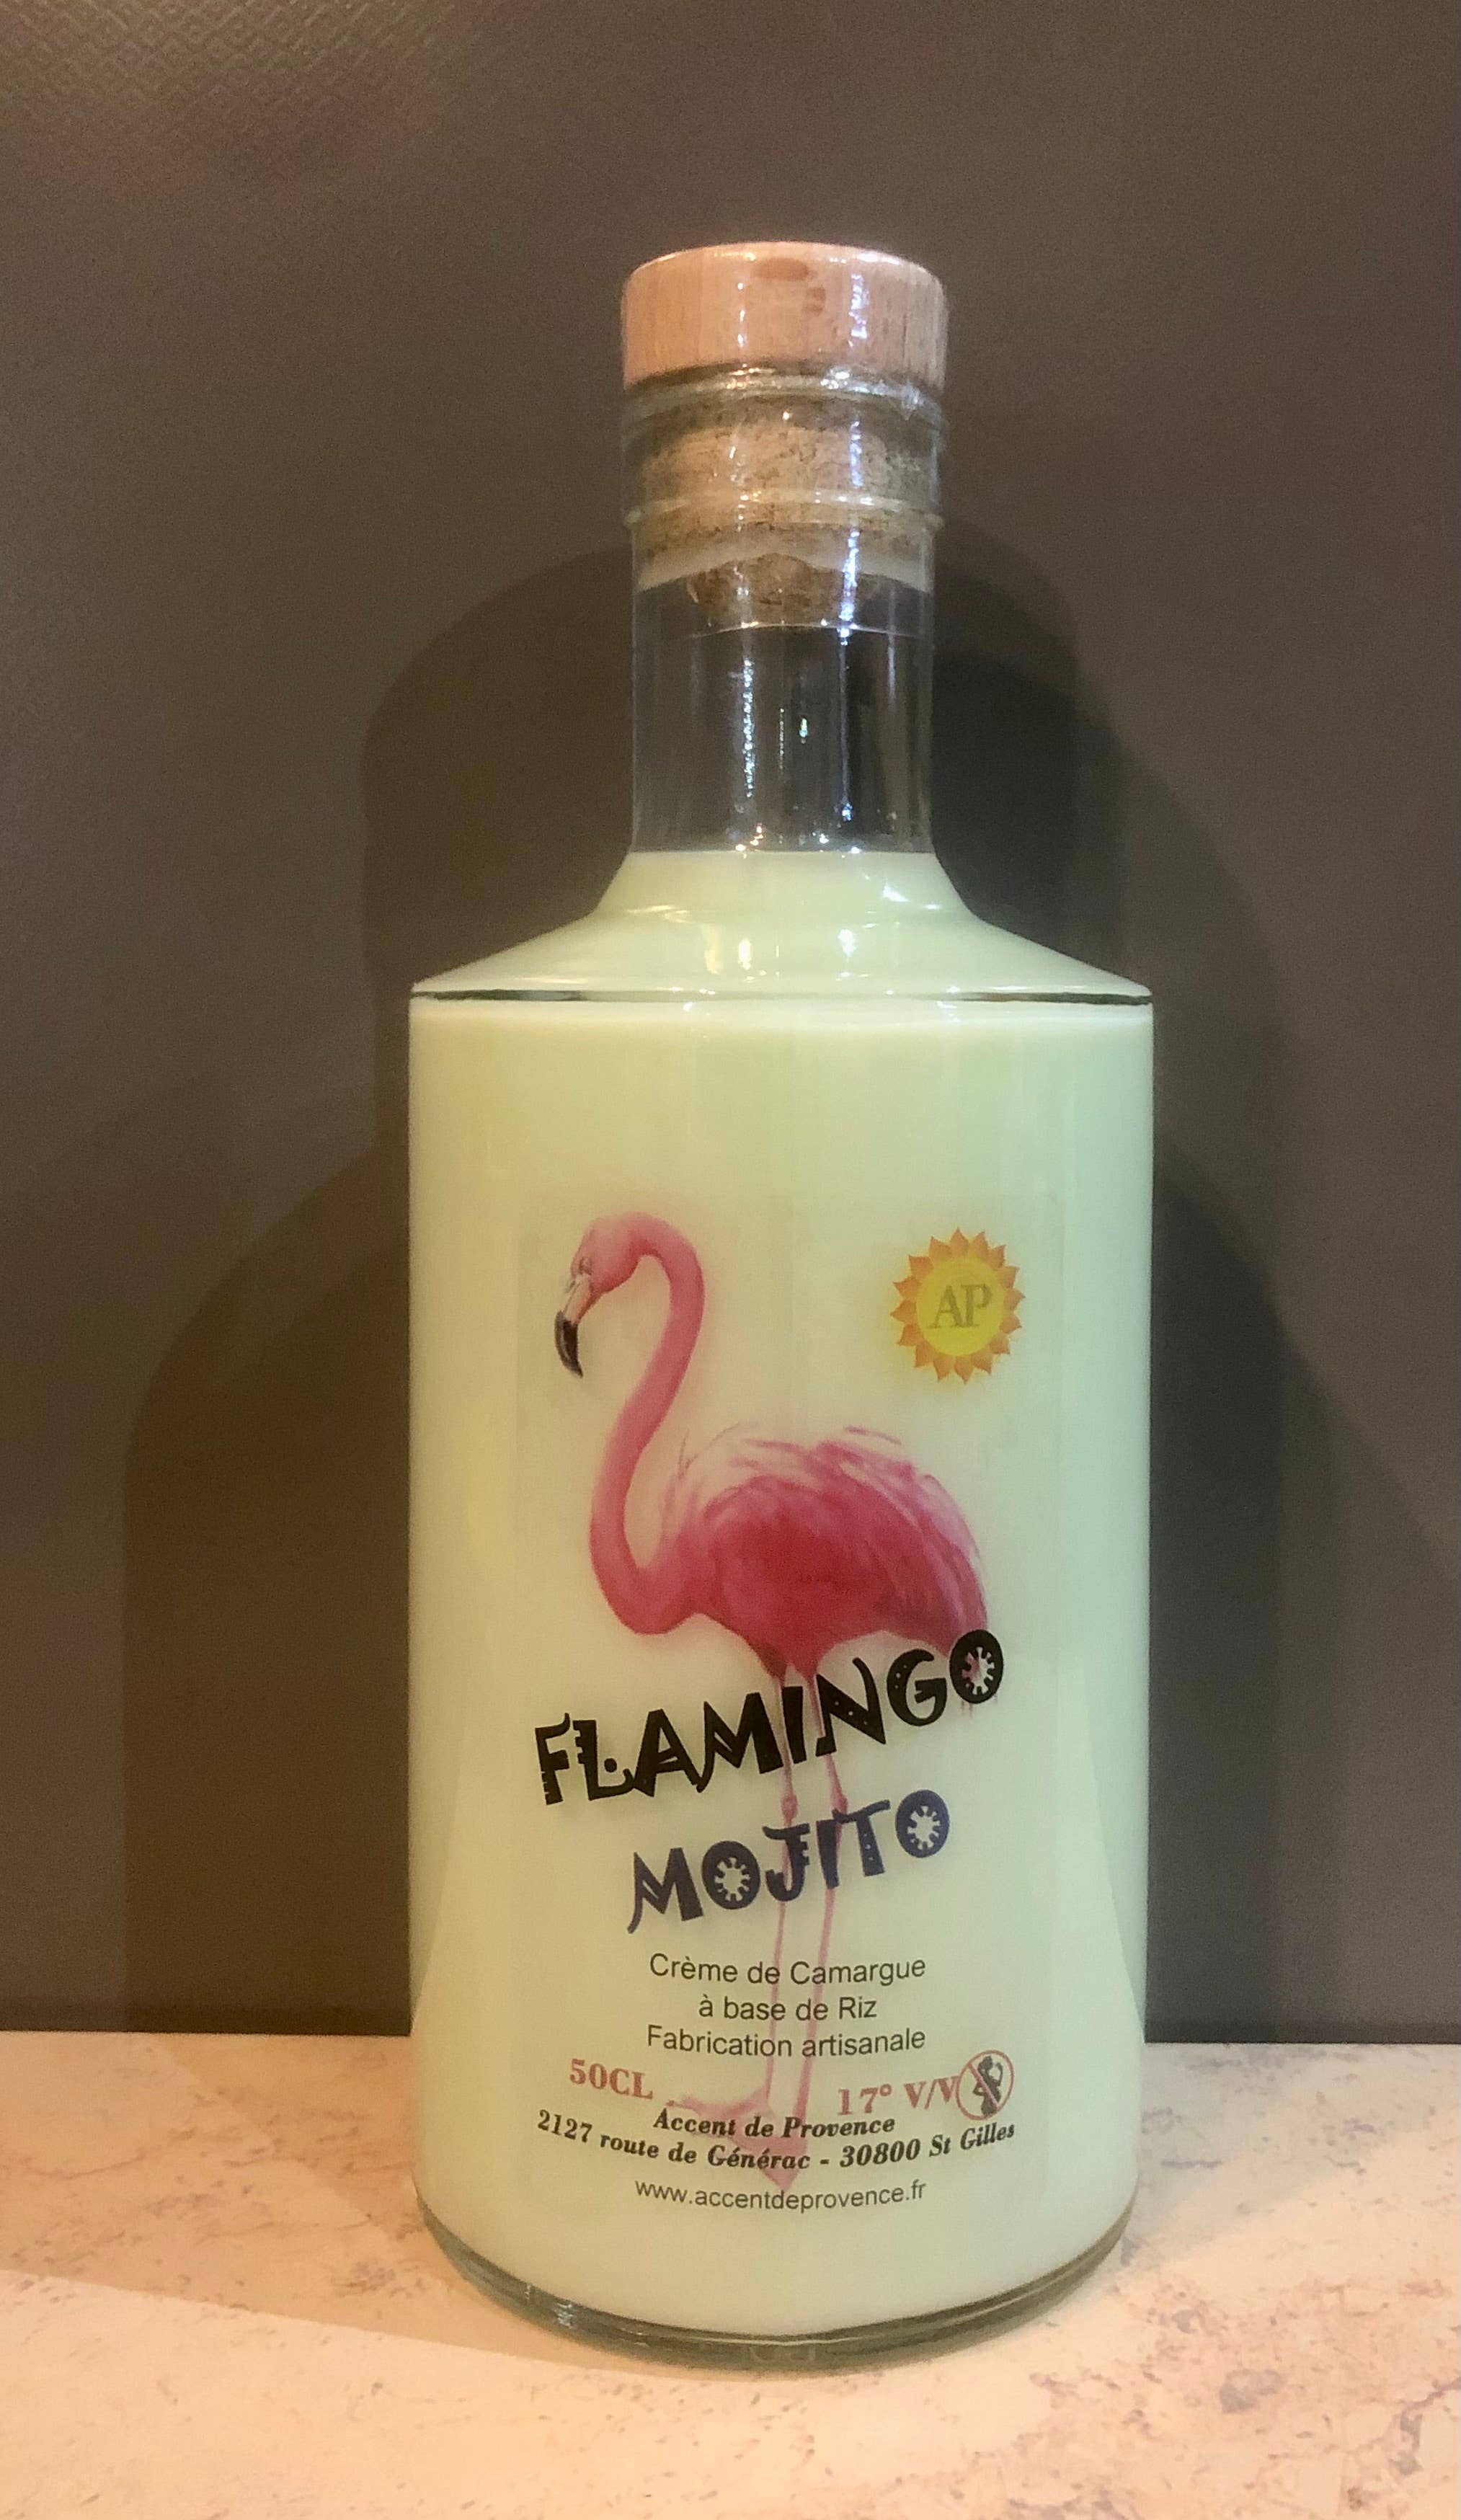 AP
FLAMINGO
MOJITO
Crème de Camargue
à base de Riz
Fabrication artisanale
50CL 17° V/V
Accent de Provence
2127 route de Générac - 30800 St Gilles
www.accentdeprovence.fr